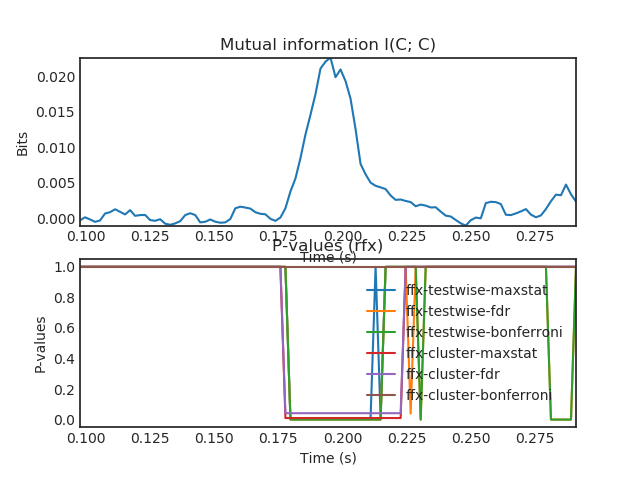 Mutual information I(C; C)
0.020
0.015
Bits
0.010
0.005
0.000
0.100 0.125 0.150 0.175 0.200 0.225 0.250 0.275
Time (s)
P-values (rfx)
1.0
0.8
0.6
P-values
0.4
0.2
0.0
ffx-testwise-maxstat
ffx-testwise-fdr
ffx-testwise-bonferroni
ffx-cluster-maxstat
ffx-cluster-fdr
ffx-cluster-bonferroni
0.100 0.125 0.150 0.175 0.200 0.225 0.250 0.275
Time (s)